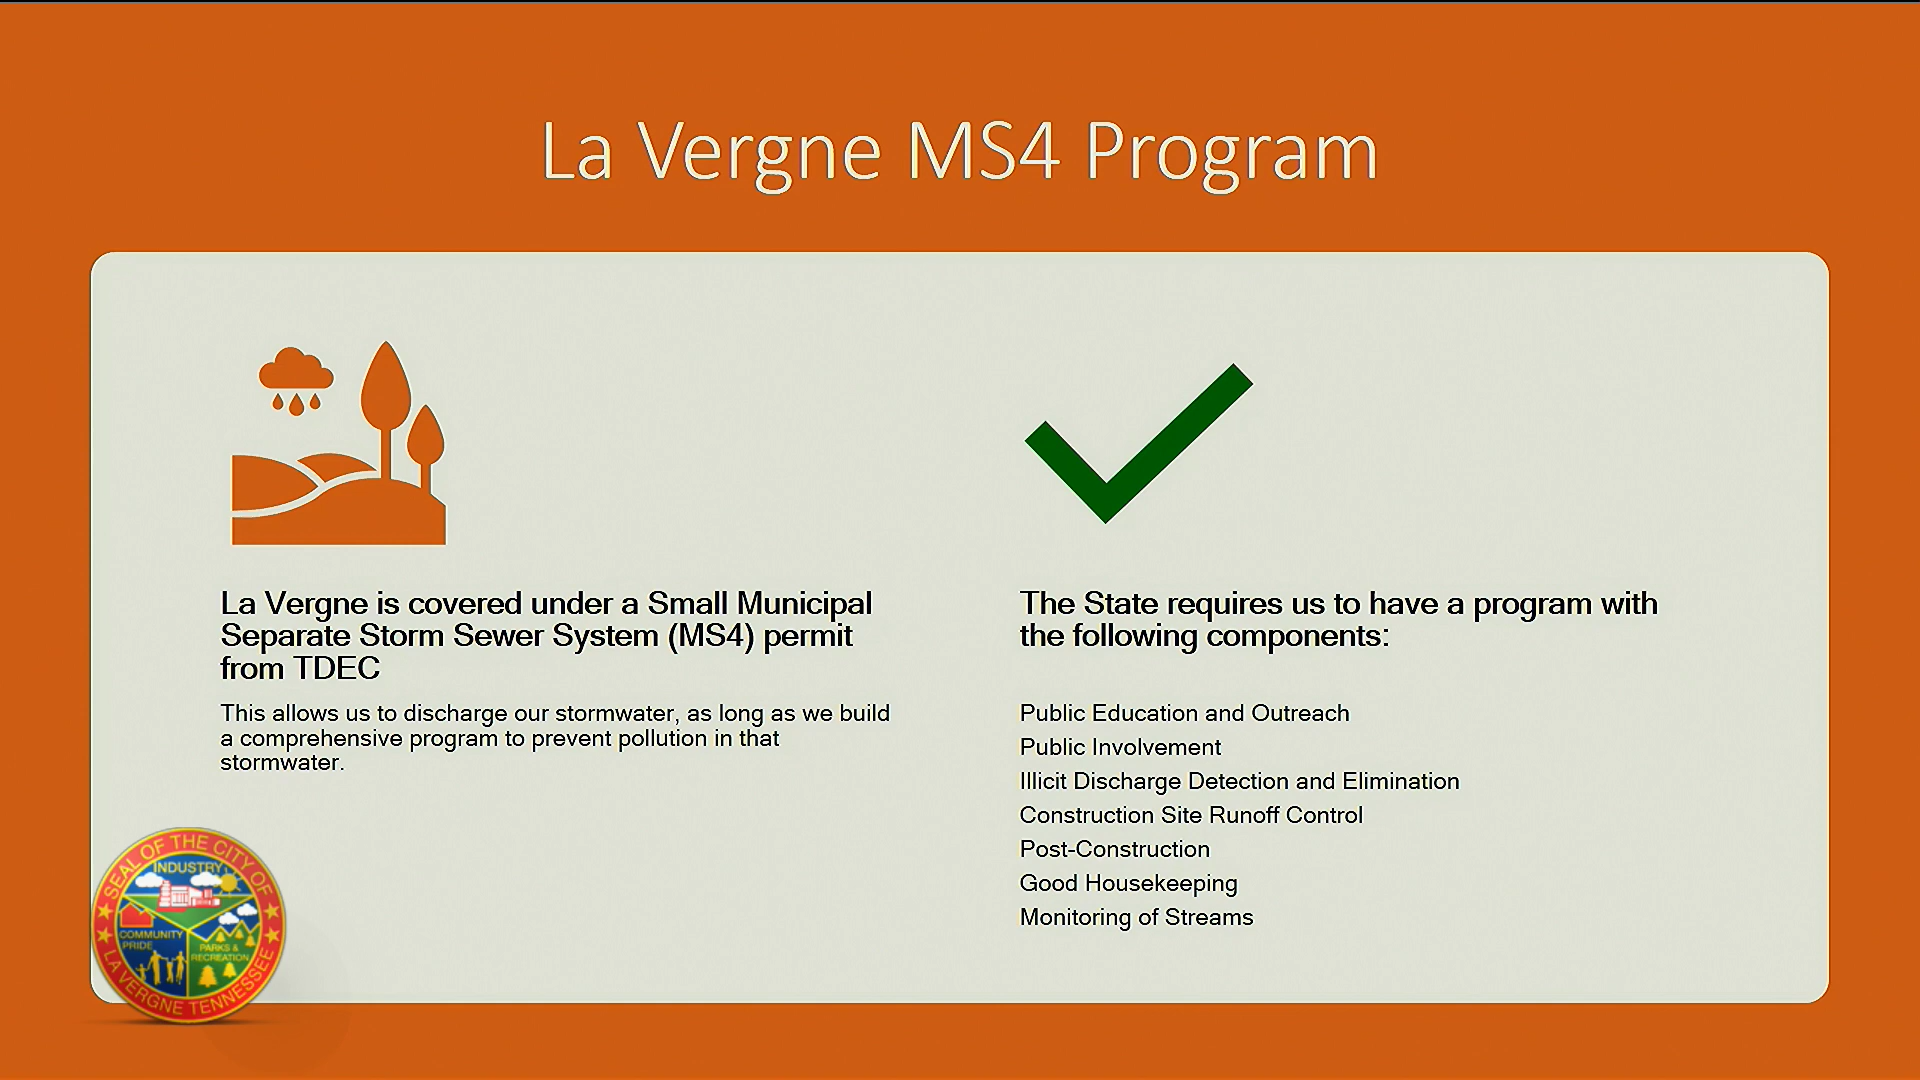 La Vergne MS4 Program
La Vergne is covered under a Small Municipal
Separate Storm Sewer System (MS4) permit
from TDEC
This allows us to discharge our stormwater, as long as we build
a comprehensive program to prevent pollution in that
stormwater.
The State requires us to have a program with
the following components:
Public Education and Outreach
Public Involvement
Illicit Discharge Detection and Elimination
Construction Site Runoff Control
Post-Construction
Good Housekeeping
Monitoring of Streams
SEAL OF THE CITY OF
LA VERGNE TENNESSEE
INDUSTRY
COMMUNITY
PRIDE
PARKS &
RECREATION